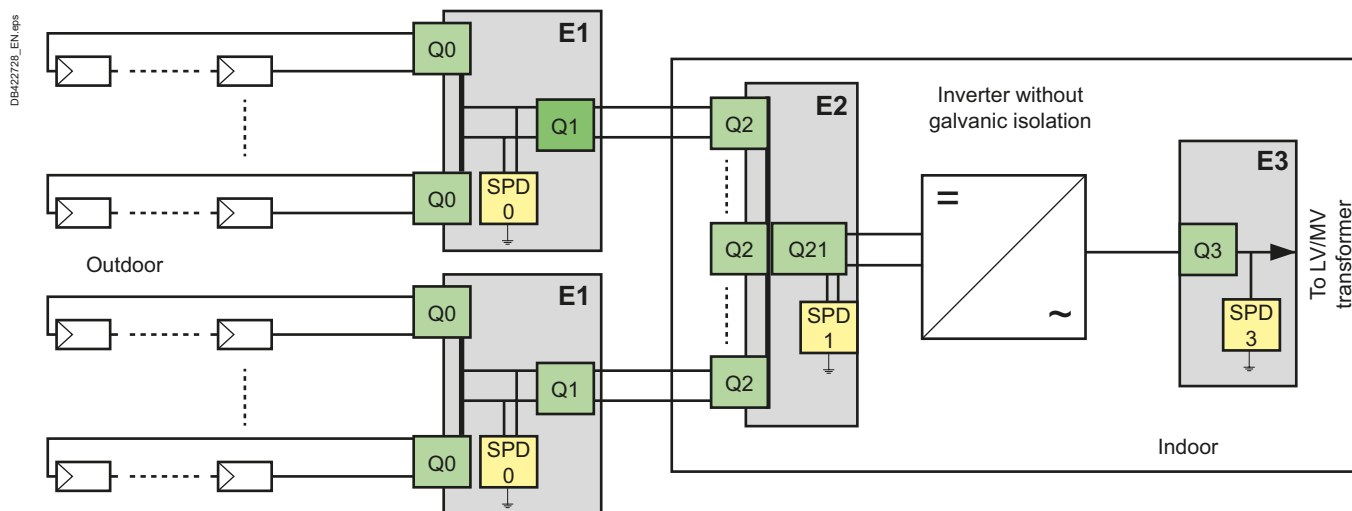 DB422728_EN.eps
Q0
E1
Q1
SPD
0
Q0
Outdoor
Q0
E1
Q1
SPD
0
Q0
Q2
E2
Q2
Q21
SPD
1
Q2
Inverter without
galvanic isolation
=
~
E3
Q3
SPD
3
To LV/MV
transformer
Indoor